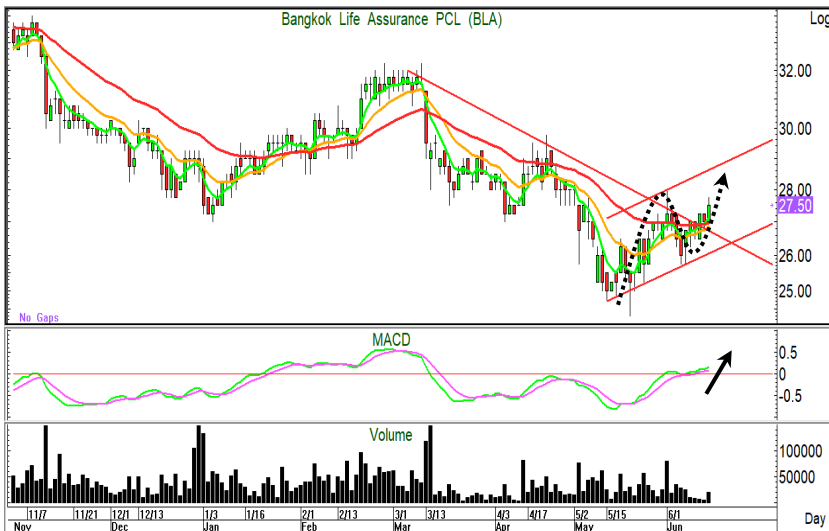 Bangkok Life Assurance PCL (BLA)
Log
32.00
30.00
28.00
27.50
26.00
25.00
No Gaps
MACD
0.5
0
-0.5
Volume
100000
50000
11/7 11/21 12/1 12/13 1/3 1/16 2/1 2/13 3/1 3/13 4/3 4/17 5/2 5/15 6/1
Nov Dec Jan Feb Mar Apr May Jun
Day